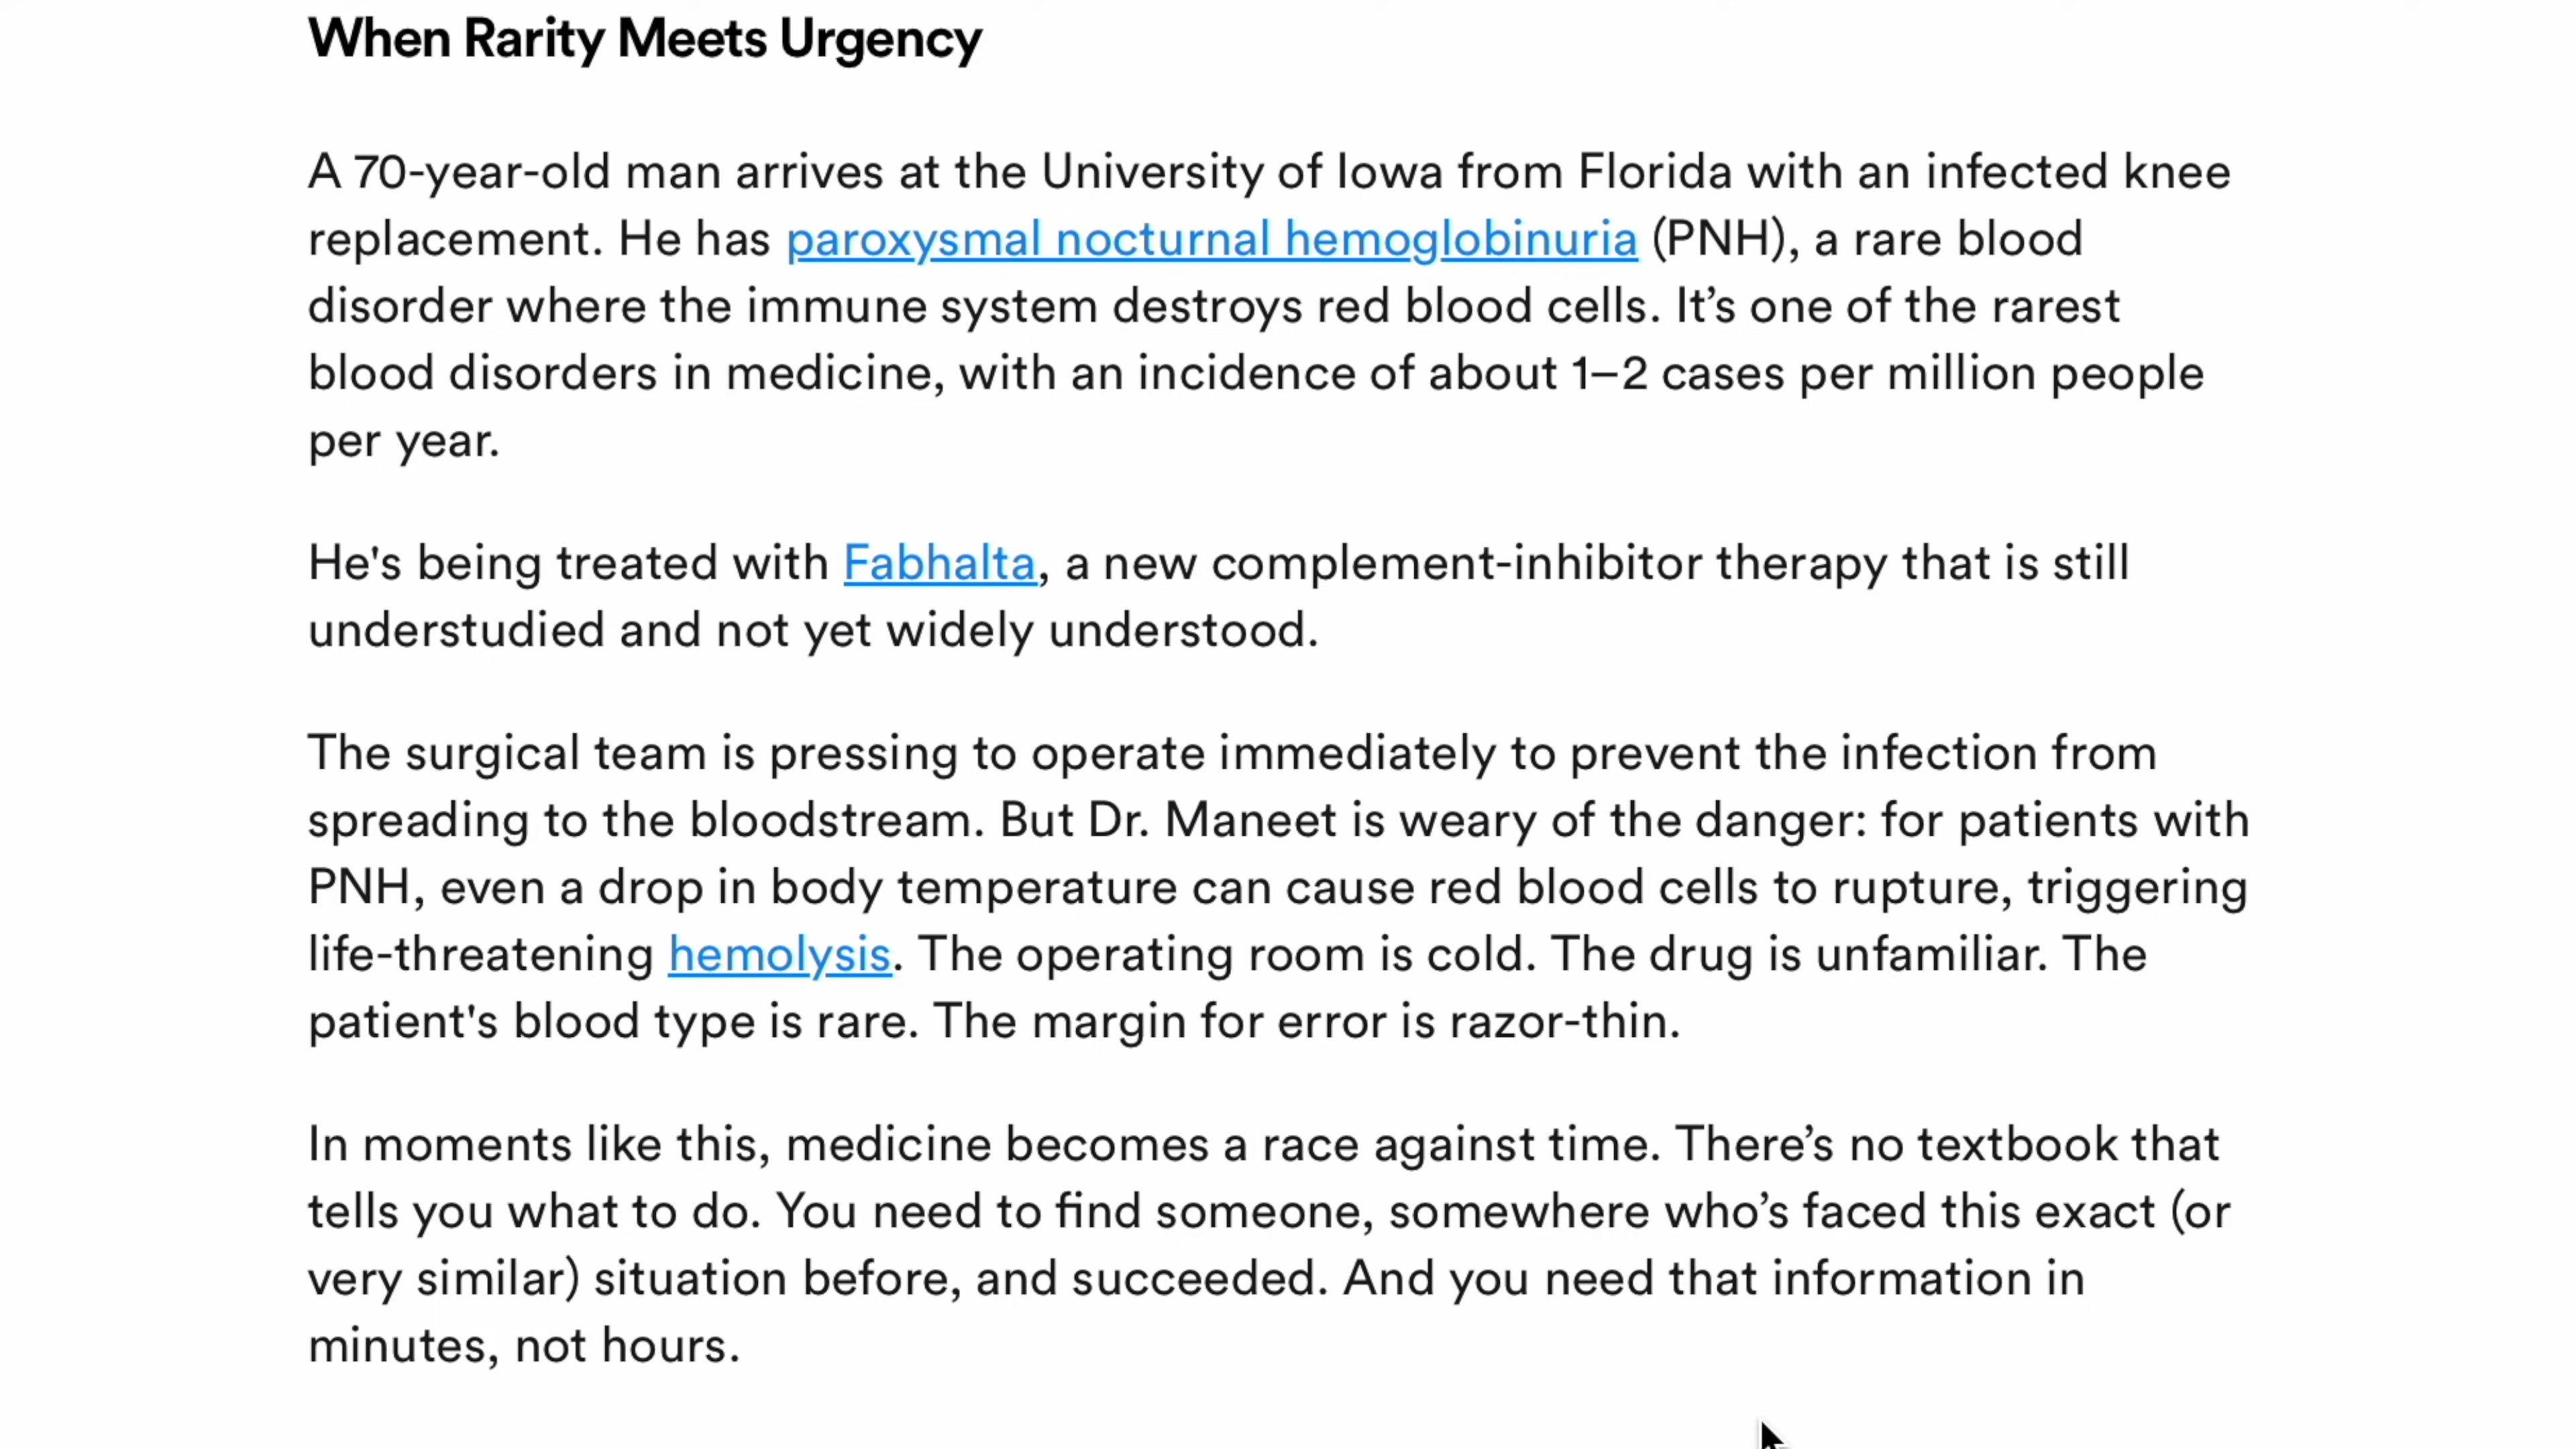 When Rarity Meets Urgency
A 70-year-old man arrives at the University of Iowa from Florida with an infected knee
replacement. He has paroxysmal nocturnal hemoglobinuria (PNH), a rare blood
disorder where the immune system destroys red blood cells. It’s one of the rarest
blood disorders in medicine, with an incidence of about 1–2 cases per million people
per year.
He's being treated with Fabhalta, a new complement-inhibitor therapy that is still
understudied and not yet widely understood.
The surgical team is pressing to operate immediately to prevent the infection from
spreading to the bloodstream. But Dr. Maneet is weary of the danger: for patients with
PNH, even a drop in body temperature can cause red blood cells to rupture, triggering
life-threatening hemolysis. The operating room is cold. The drug is unfamiliar. The
patient's blood type is rare. The margin for error is razor-thin.
In moments like this, medicine becomes a race against time. There’s no textbook that
tells you what to do. You need to find someone, somewhere who’s faced this exact (or
very similar) situation before, and succeeded. And you need that information in
minutes, not hours.